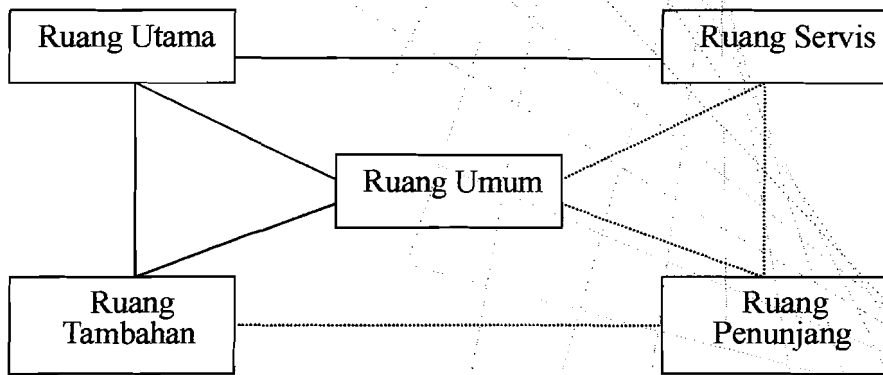 Ruang Utama
Ruang Servis
Ruang Umum
Ruang
Tambahan
Ruang
Penunjang